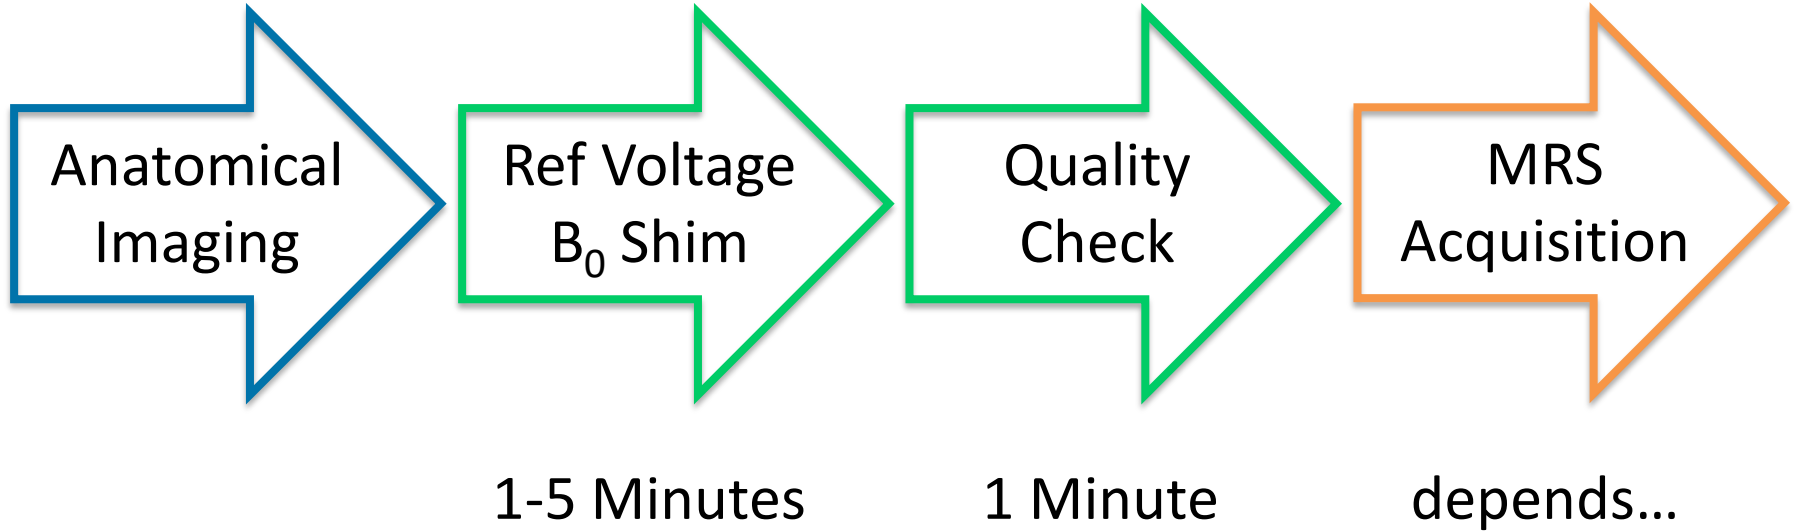 Anatomical
Imaging
Ref Voltage
B₀ Shim
Quality
Check
MRS
Acquisition
1-5 Minutes
1 Minute
depends...